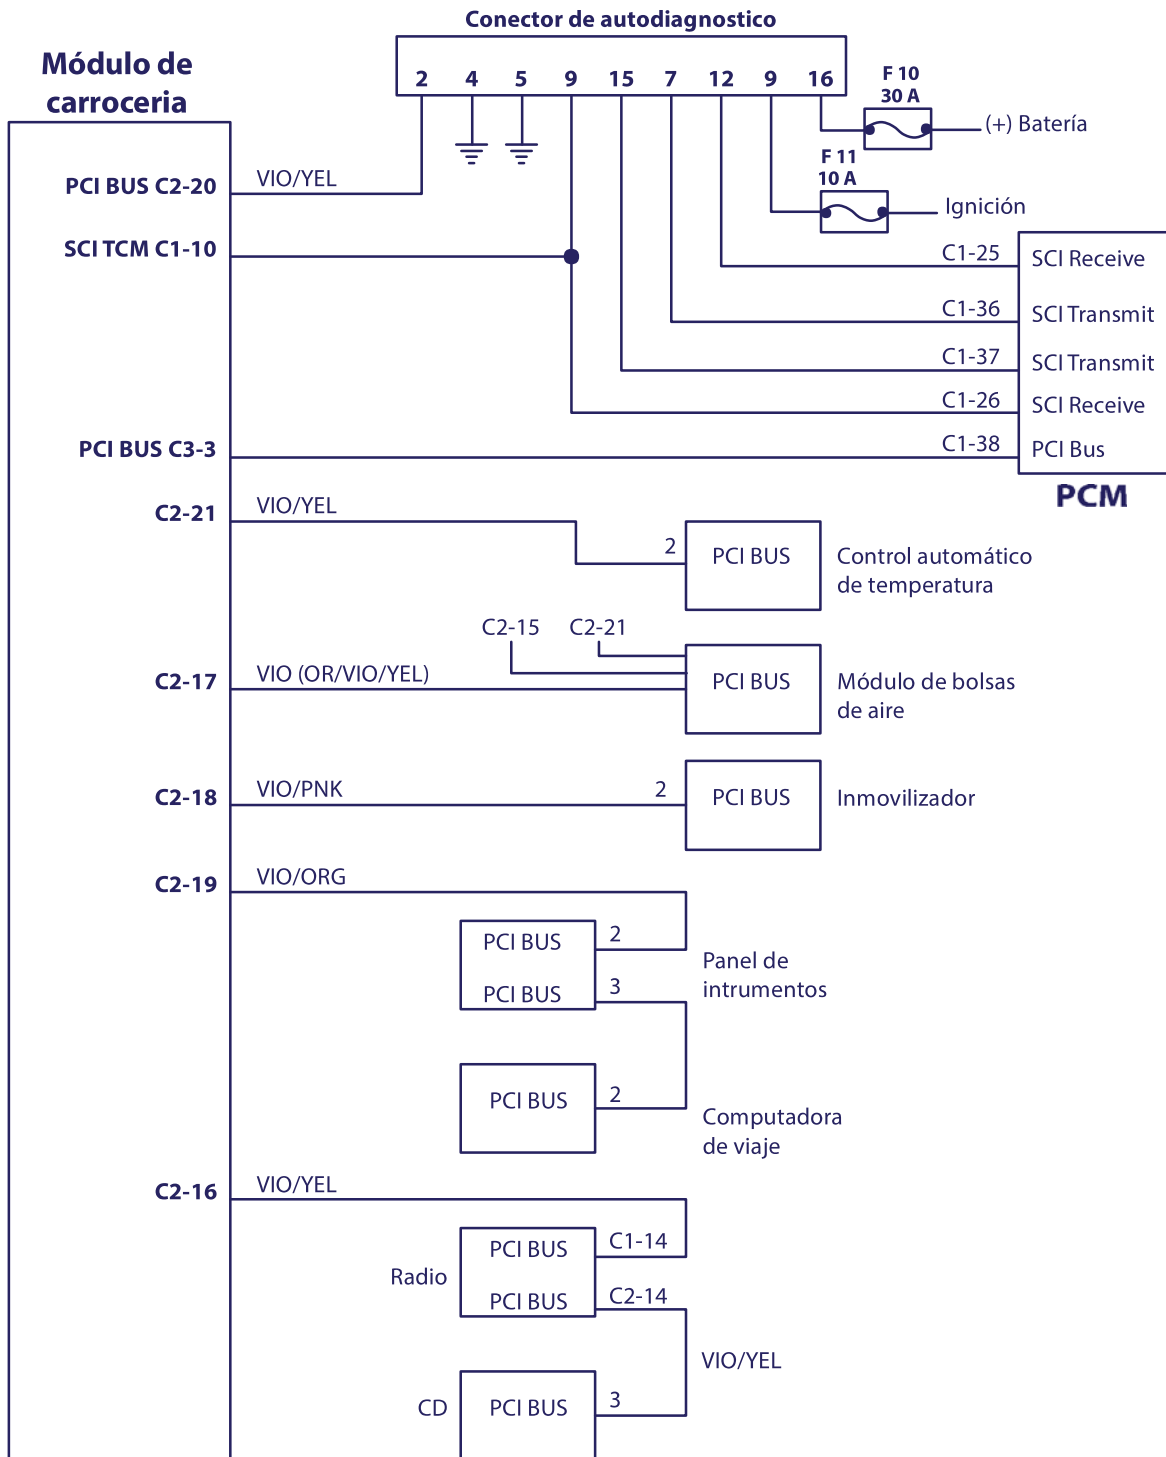 Conector de autodiagnostico
Módulo de
carroceria
2 4 5 9 15 7 12 9 16
F 10
30 A
(+) Batería
F 11
10 A
Ignición
PCI BUS C2-20
VIO/YEL
SCI TCM C1-10
C1-25
SCI Receive
C1-36
SCI Transmit
C1-37
SCI Transmit
C1-26
SCI Receive
PCI BUS C3-3
C1-38
PCI Bus
PCM
C2-21
VIO/YEL
2
PCI BUS
Control automático
de temperatura
C2-15
C2-21
C2-17
VIO (OR/VIO/YEL)
PCI BUS
Módulo de bolsas
de aire
C2-18
VIO/PNK
2
PCI BUS
Inmovilizador
C2-19
VIO/ORG
PCI BUS
2
PCI BUS
3
Panel de
intrumentos
PCI BUS
2
Computadora
de viaje
C2-16
VIO/YEL
Radio
PCI BUS
C1-14
PCI BUS
C2-14
VIO/YEL
CD
PCI BUS
3